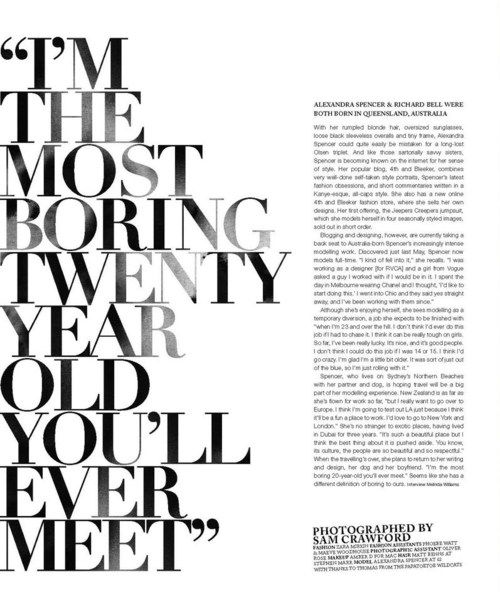 “I’M
THE
MOST
BORING
TWENTY
YEAR
OLD
YOU’LL
EVER
MEET”
ALEXANDRA SPENCER & RICHARD BELL WERE
BOTH BORN IN QUEENSLAND, AUSTRALIA
With her rumpled blonde hair, oversized sunglasses,
loose black sleeveless overalls and tiny frame, Alexandra
Spencer could quite easily be mistaken for a long-lost
Olsen triplet. And like those sartorially savvy sisters,
Spencer is becoming known on the internet for her sense
of style. Her popular blog, 4th and Bleeker, combines
very well-done self-taken style portraits, Spencer's latest
fashion obsessions, and short commentaries written in a
Kanye-esque, all-caps style. She also has a new online
4th and Bleeker fashion store, where she sells her own
designs. Her first offering, the Jeepers Creepers jumpsuit,
which she models herself in four seasonally styled images,
sold out in short order.
Blogging and designing, however, are currently taking a
back seat to Australia-born Spencer's increasingly intense
modelling work. Discovered just last May, Spencer now
models full-time. "I kind of fell into it," she recalls. "I was
working as a designer [for RVCA] and a girl from Vogue
asked a guy I worked with if I would be in it. I spent the
day in Melbourne wearing Chanel and I thought, 'I'd like to
start doing this.' I went into Chic and they said yes straight
away, and I've been working with them since."
Although she's enjoying herself, she sees modelling as a
temporary diversion, a job she expects to be finished with
"when I'm 23 and over the hill. I don't think I'd ever do this
job if I had to chase it. I think it can be really tough on girls.
So far, I've been really lucky. It's nice, and it's good people.
I don't think I could do this job if I was 14 or 15. I think I'd
go crazy. I'm glad I'm a little bit older. It was sort of just out
of the blue, so I'm just rolling with it."
Spencer, who lives on Sydney's Northern Beaches
with her partner and dog, is hoping travel will be a big
part of her modelling experience. New Zealand is as far as
she's flown for work so far, "but I really want to go over to
Europe. I think I'm going to test out LA just because I think
it'll be a fun place to work. I'd love to go to New York and
London." She's no stranger to exotic places, having lived
in Dubai for three years. "It's such a beautiful place but I
think the best thing about it is pushed aside. You know,
its culture, the people are so beautiful and so respectful."
When the travelling's over, she plans to return to her writing
and design, her dog and her boyfriend. "I'm the most
boring 20-year-old you'll ever meet." Seems like she has a
different definition of boring to ours. Interview Melinda Williams
PHOTOGRAPHED BY
SAM CRAWFORD
FASHION ZARA MIRKIN FASHION ASSISTANTS PHOEBE WATT
& MAEVE WOODHOUSE PHOTOGRAPHIC ASSISTANT OLIVER
ROSE MAKEUP AMBER D FOR MAC HAIR MATT BENNS AT
STEPHEN MARR MODEL ALEXANDRA SPENCER AT 62
WITH THANKS TO THOMAS FROM THE PAPATOETOE WILDCATS